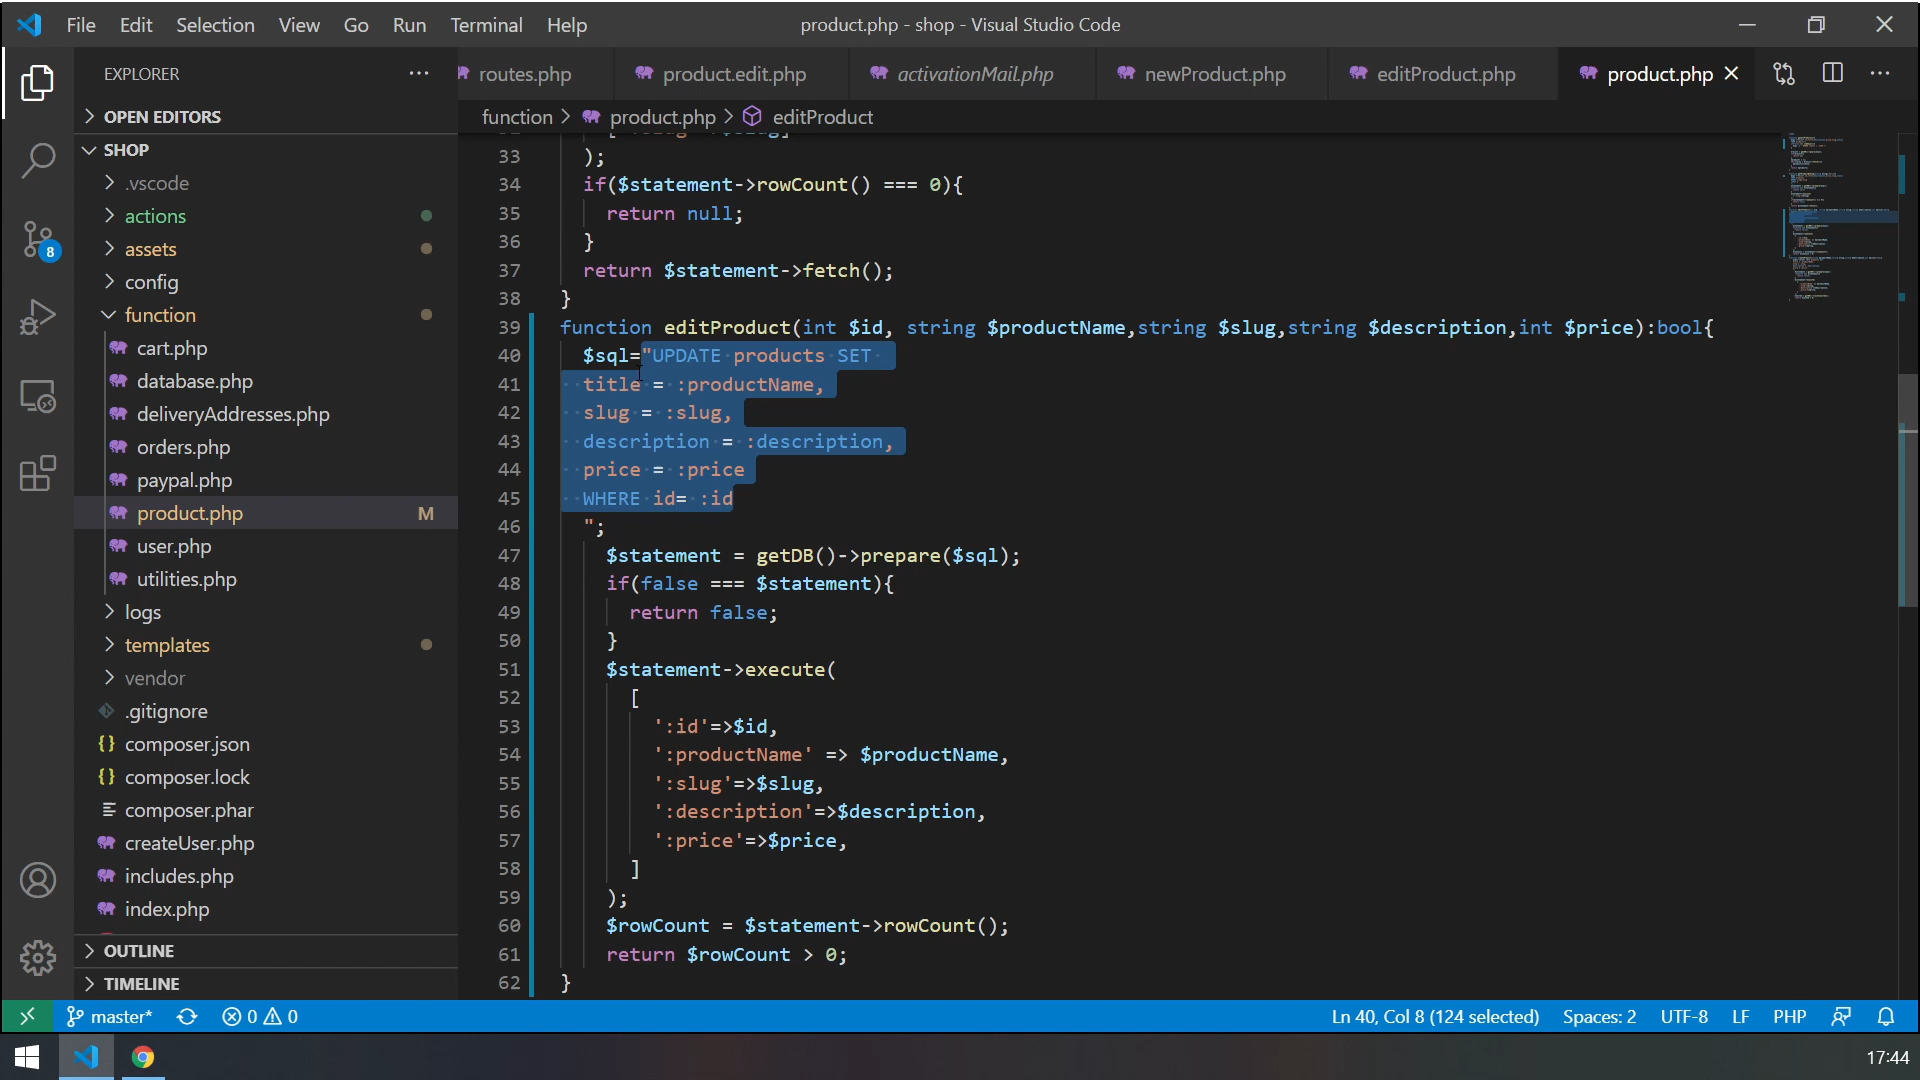 File Edit Selection View Go Run Terminal Help
product.php - shop - Visual Studio Code
EXPLORER
routes.php
product.edit.php
activationMail.php
newProduct.php
editProduct.php
product.php
OPEN EDITORS
function > product.php > editProduct
SHOP
.vscode
actions
assets
config
function
cart.php
database.php
deliveryAddresses.php
orders.php
paypal.php
product.php M
user.php
utilities.php
logs
templates
vendor
.gitignore
composer.json
composer.lock
composer.phar
createUser.php
includes.php
index.php
OUTLINE
TIMELINE
8
33 );
34 if($statement->rowCount() === 0){
35 return null;
36 }
37 return $statement->fetch();
38 }
39 function editProduct(int $id, string $productName,string $slug,string $description,int $price):bool{
40 $sql="UPDATE products SET
41 title = :productName,
42 slug = :slug,
43 description = :description,
44 price = :price
45 WHERE id= :id
46 ";
47 $statement = getDB()->prepare($sql);
48 if(false === $statement){
49 return false;
50 }
51 $statement->execute(
52 [
53 ':id'=>$id,
54 ':productName' => $productName,
55 ':slug'=>$slug,
56 ':description'=>$description,
57 ':price'=>$price,
58 ]
59 );
60 $rowCount = $statement->rowCount();
61 return $rowCount > 0;
62 }
master* 0 0
Ln 40, Col 8 (124 selected) Spaces: 2 UTF-8 LF PHP
17:44